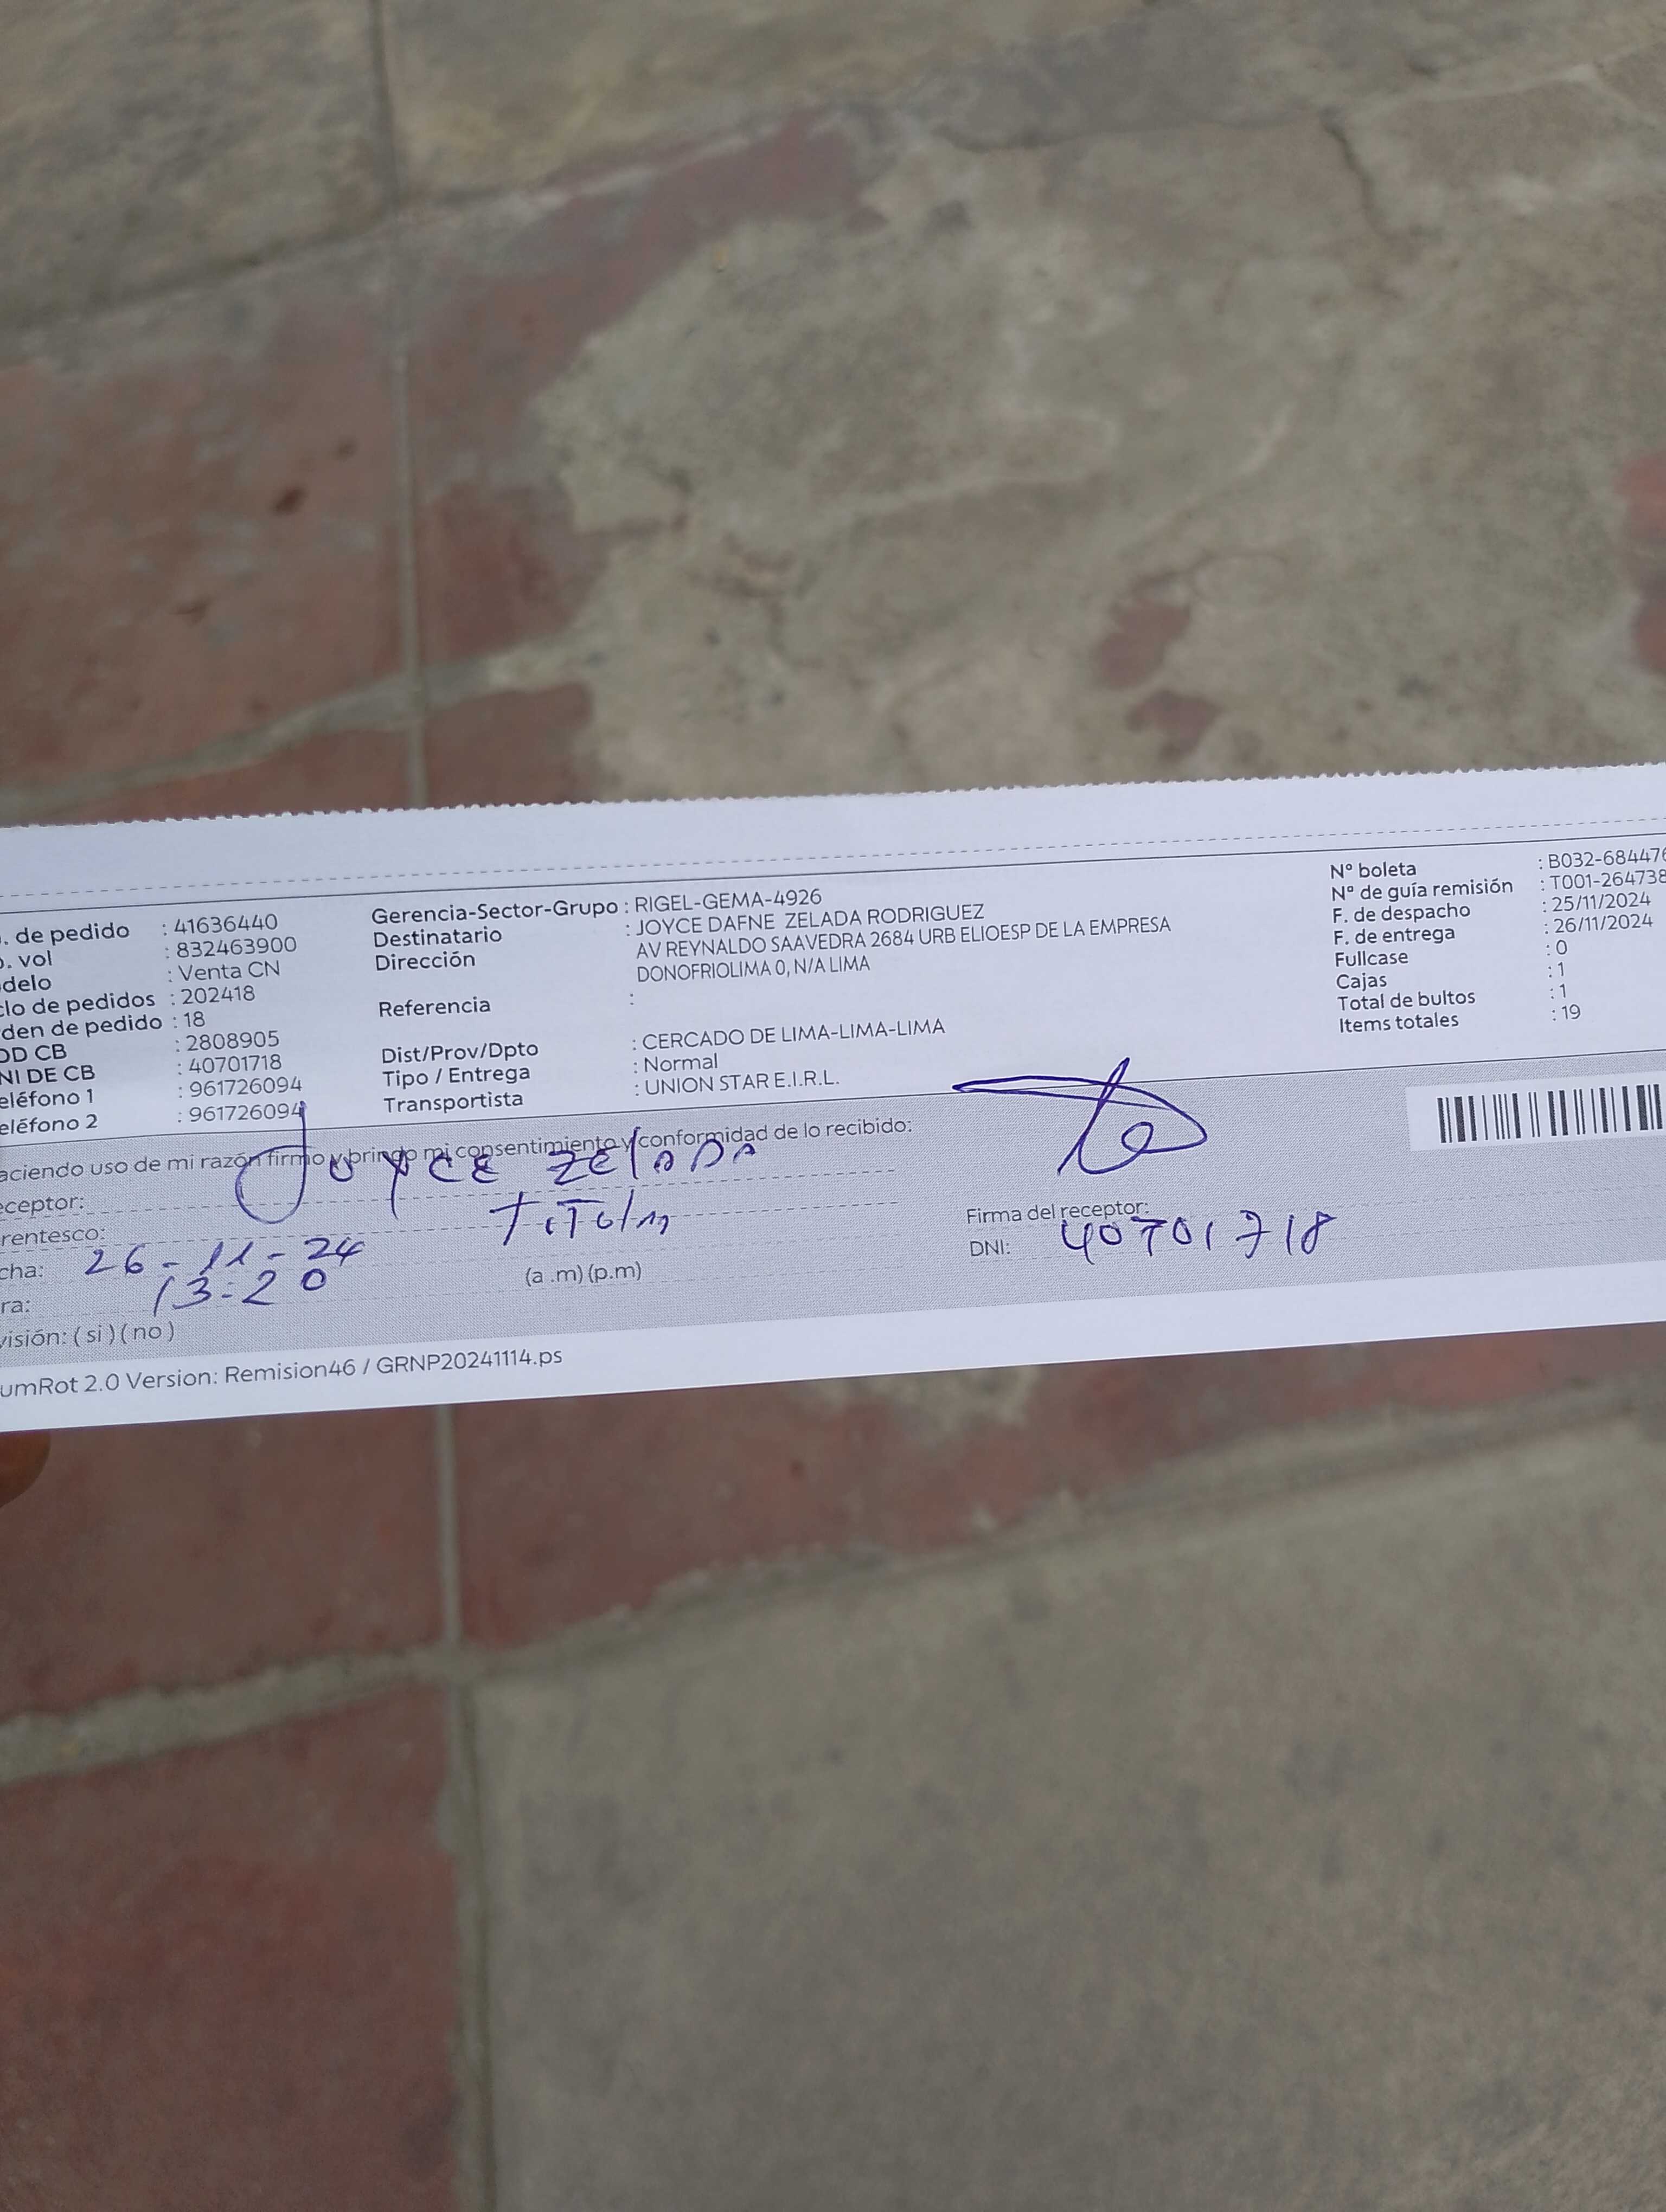 . de pedido : 41636440
o. vol : 832463900
delo : Venta CN
clo de pedidos : 202418
den de pedido : 18
OD CB : 2808905
NI DE CB : 40701718
eléfono 1 : 961726094
eléfono 2 : 961726094
Gerencia-Sector-Grupo : RIGEL-GEMA-4926
Destinatario : JOYCE DAFNE ZELADA RODRIGUEZ
Dirección AV REYNALDO SAAVEDRA 2684 URB ELIOESP DE LA EMPRESA
DONOFRIOLIMA 0, N/A LIMA
Referencia :
Dist/Prov/Dpto : CERCADO DE LIMA-LIMA-LIMA
Tipo / Entrega : Normal
Transportista : UNION STAR E.I.R.L.
Nº boleta : B032-684476
Nº de guía remisión : T001-264738
F. de despacho : 25/11/2024
F. de entrega : 26/11/2024
Fullcase : 0
Cajas : 1
Total de bultos : 1
Items totales : 19
aciendo uso de mi razón firmo y brindo mi consentimiento y conformidad de lo recibido:
eceptor: JOYCE ZElADA
rentesco: TiTolar
cha: 26-11-24
ra: 13:20 (a .m) (p.m)
visión: ( si ) ( no )
Firma del receptor:
DNI: 40701718
umRot 2.0 Version: Remision46 / GRNP20241114.ps